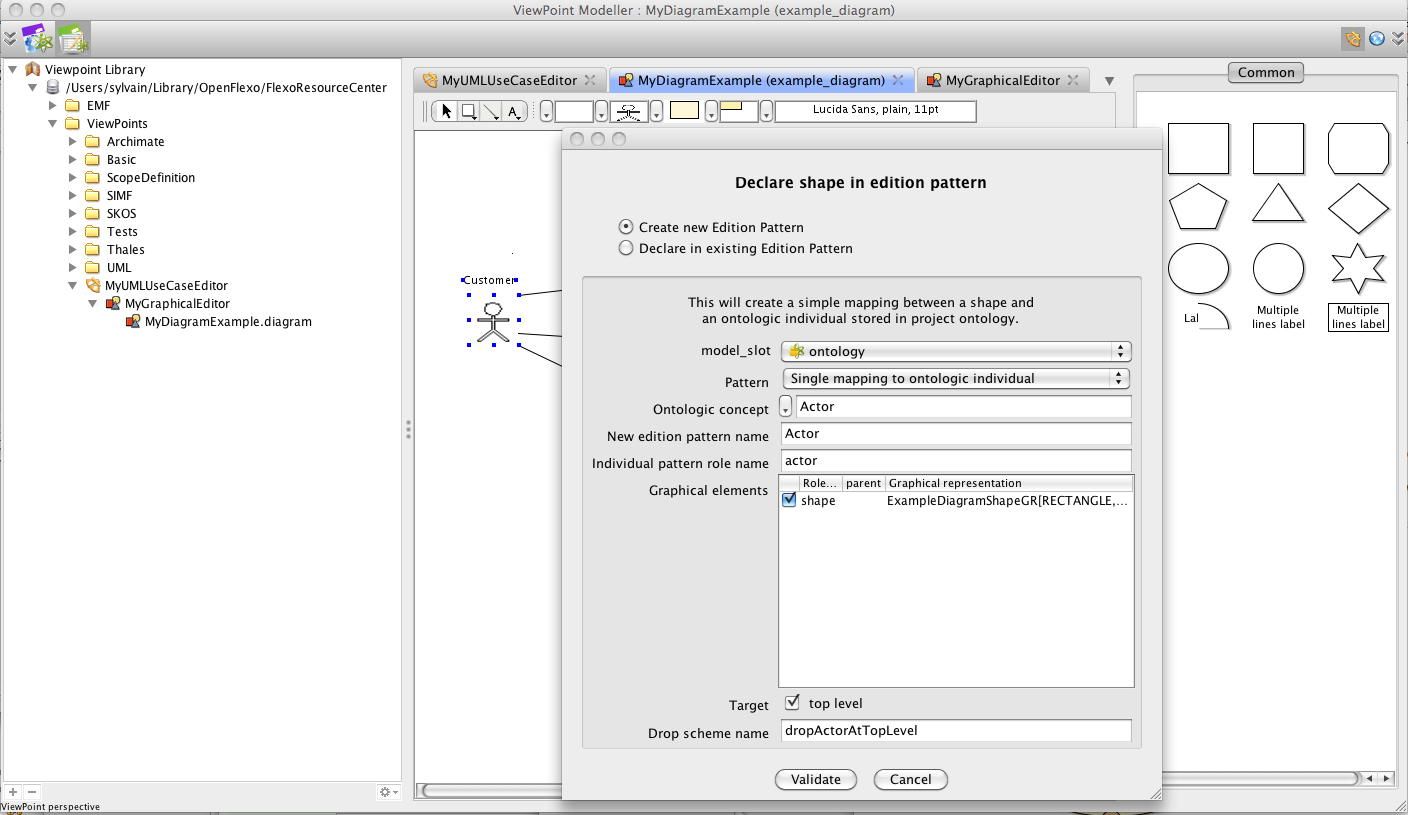 ViewPoint Modeller : MyDiagramExample (example_diagram)
Viewpoint Library
/Users/sylvain/Library/OpenFlexo/FlexoResourceCenter
EMF
ViewPoints
Archimate
Basic
ScopeDefinition
SIMF
SKOS
Tests
Thales
UML
MyUMLUseCaseEditor
MyGraphicalEditor
MyDiagramExample.diagram
MyUMLUseCaseEditor
MyDiagramExample (example_diagram)
MyGraphicalEditor
A
Lucida Sans, plain, 11pt
Customer
Declare shape in edition pattern
Create new Edition Pattern
Declare in existing Edition Pattern
This will create a simple mapping between a shape and
an ontologic individual stored in project ontology.
model_slot ontology
Pattern Single mapping to ontologic individual
Ontologic concept Actor
New edition pattern name Actor
Individual pattern role name actor
Graphical elements
Role... parent Graphical representation
shape ExampleDiagramShapeGR[RECTANGLE,...
Target top level
Drop scheme name dropActorAtTopLevel
Validate Cancel
Common
Lal
Multiple
lines label
Multiple
lines label
ViewPoint perspective